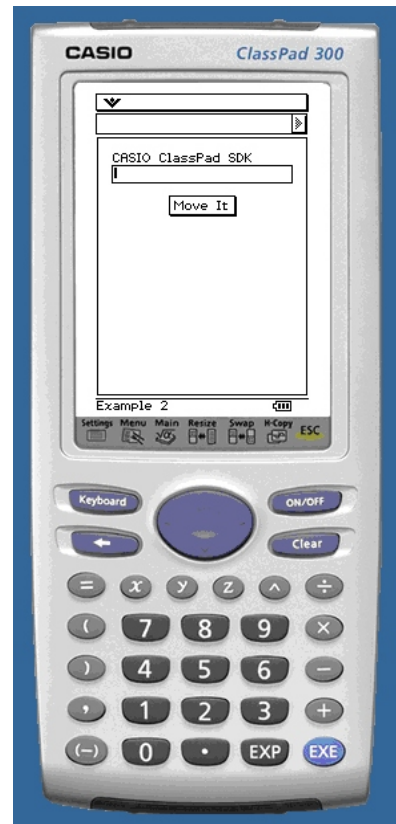 CASIO ClassPad 300
CASIO ClassPad SDK
Move It
Example 2
Settings Menu Main Resize Swap H-Copy ESC
Keyboard ON/OFF
Clear
= x y z ^ ÷
( 7 8 9 ×
) 4 5 6 −
, 1 2 3 +
(−) 0 · EXP EXE